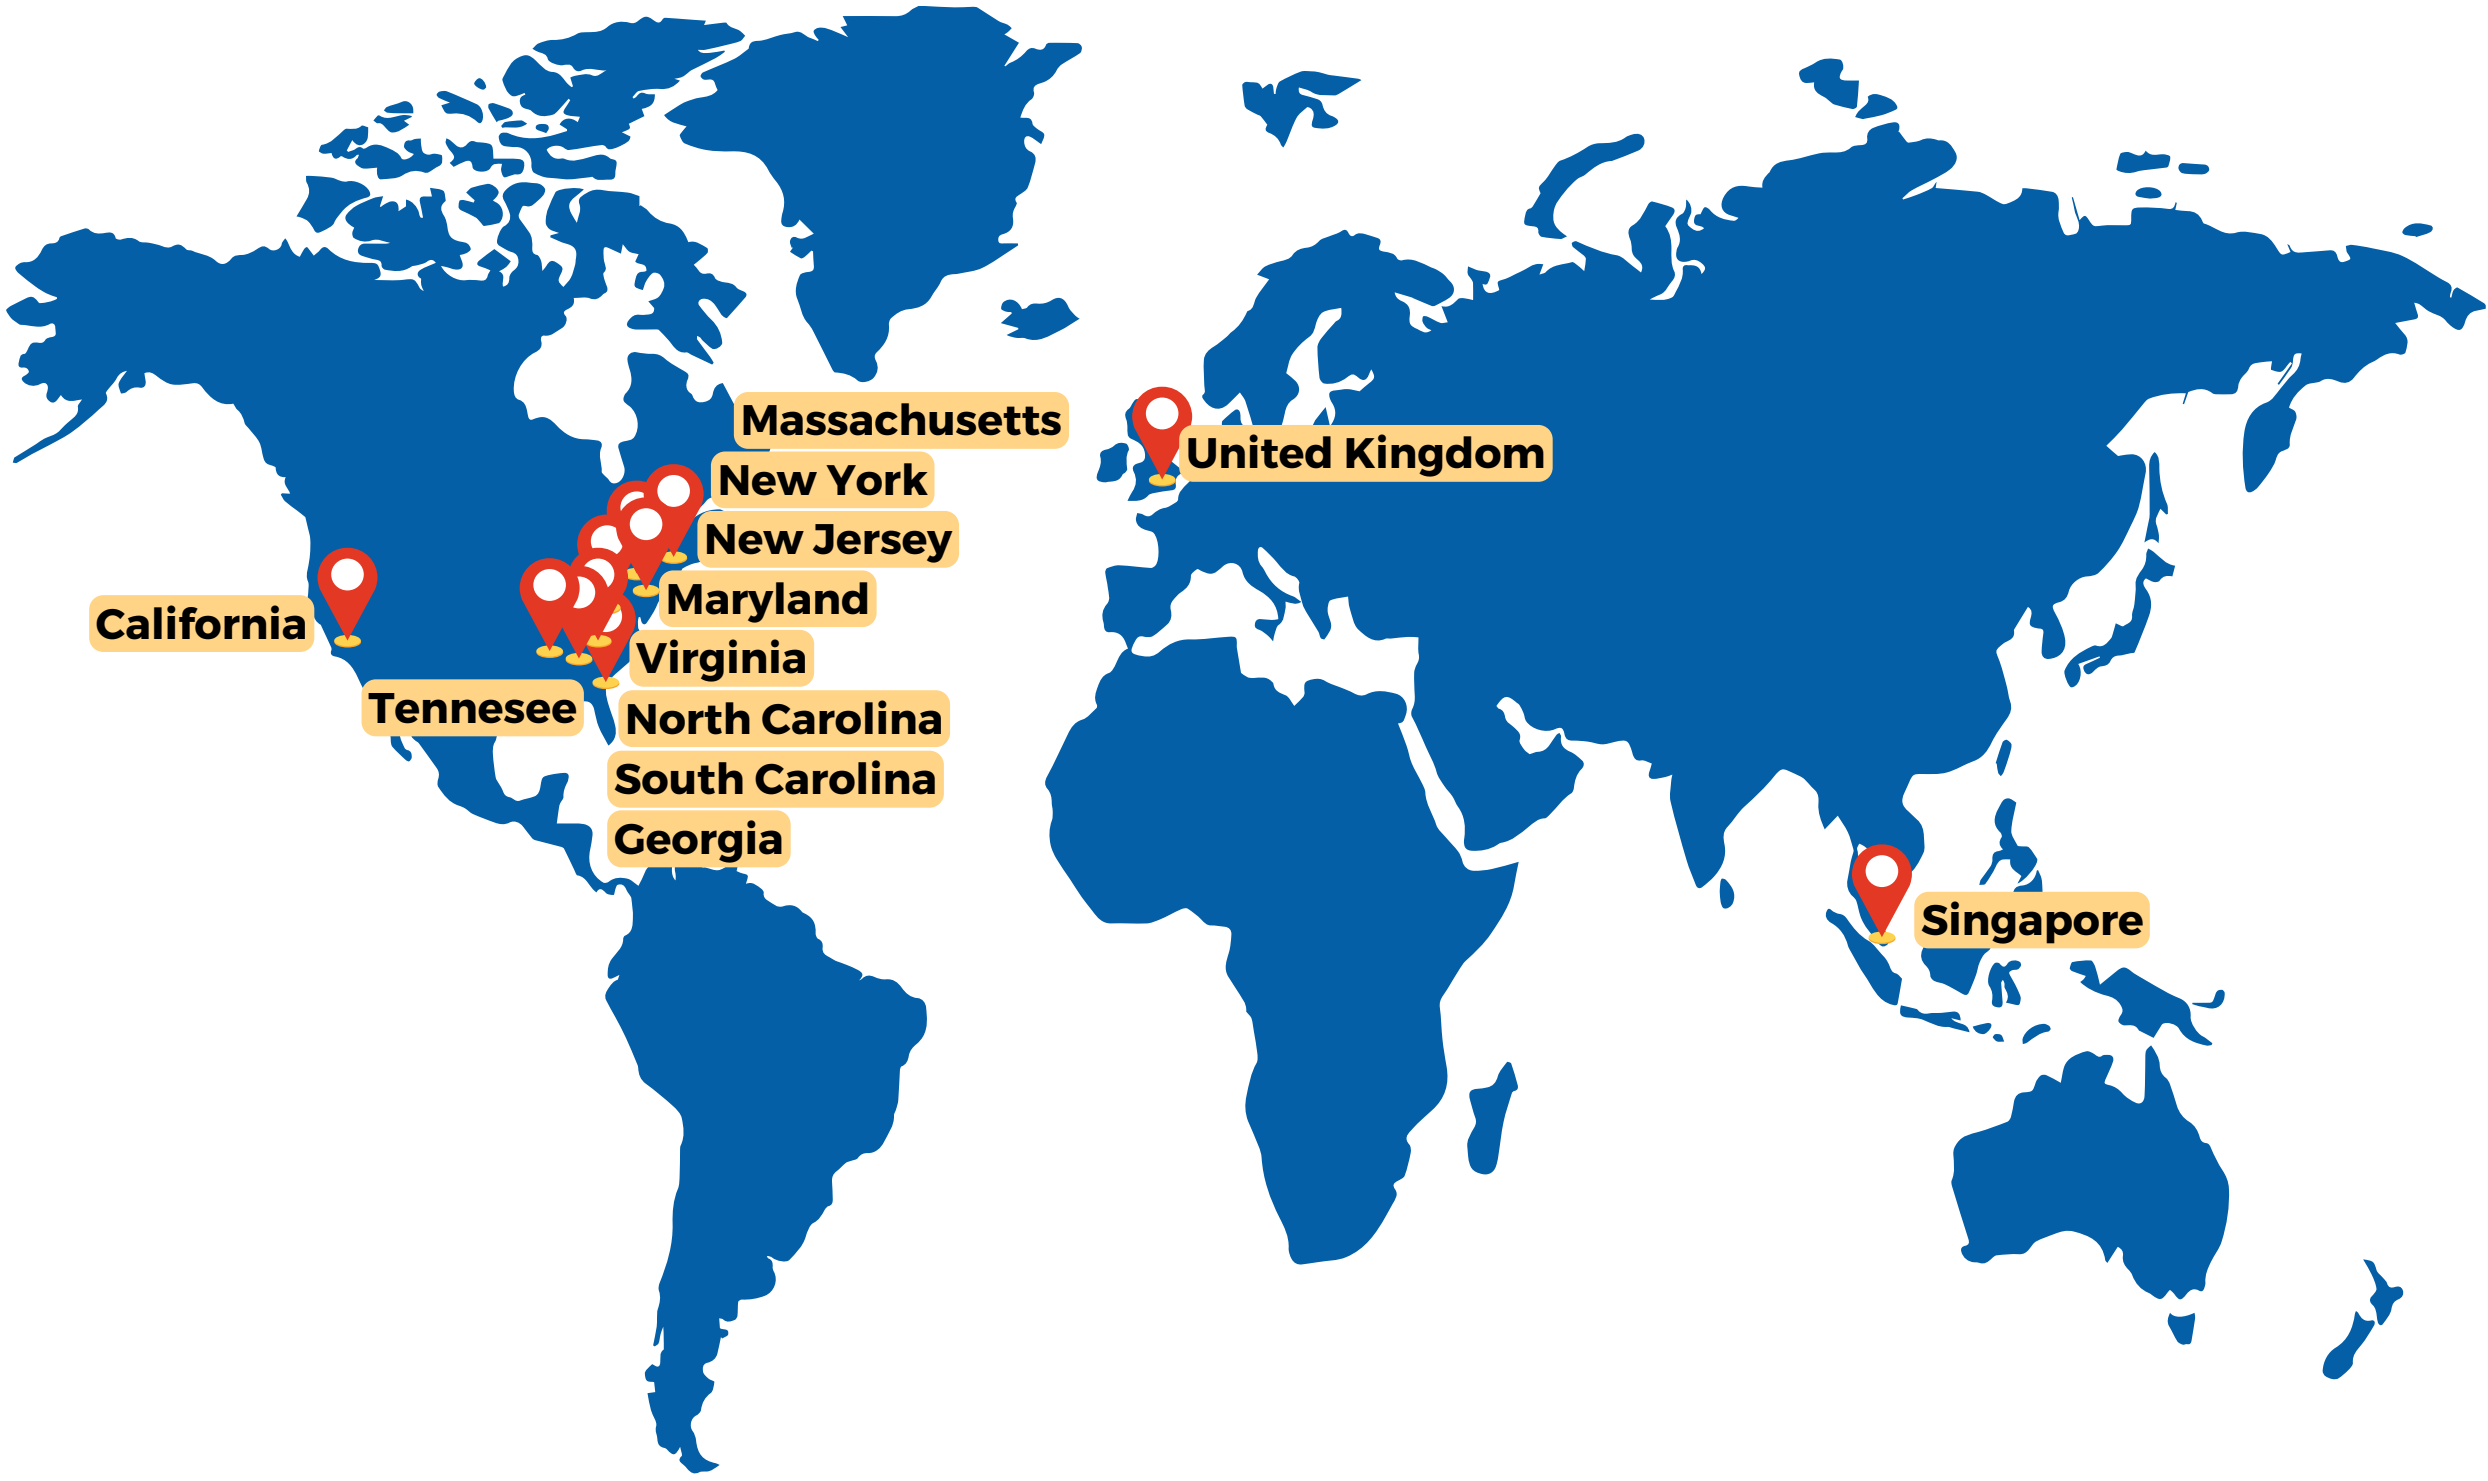 Massachusetts
United Kingdom
New York
New Jersey
Maryland
California
Virginia
Tennesee
North Carolina
South Carolina
Georgia
Singapore